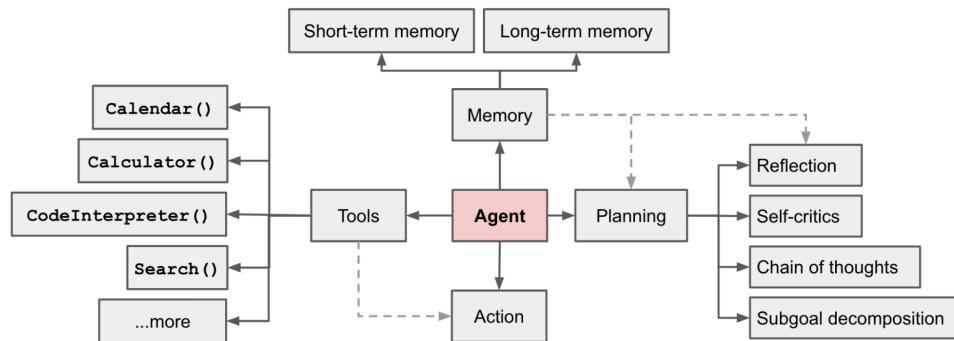 Short-term memory
Long-term memory
Calendar()
Memory
Calculator()
Reflection
CodeInterpreter()
Tools
Agent
Planning
Self-critics
Search()
Chain of thoughts
...more
Action
Subgoal decomposition